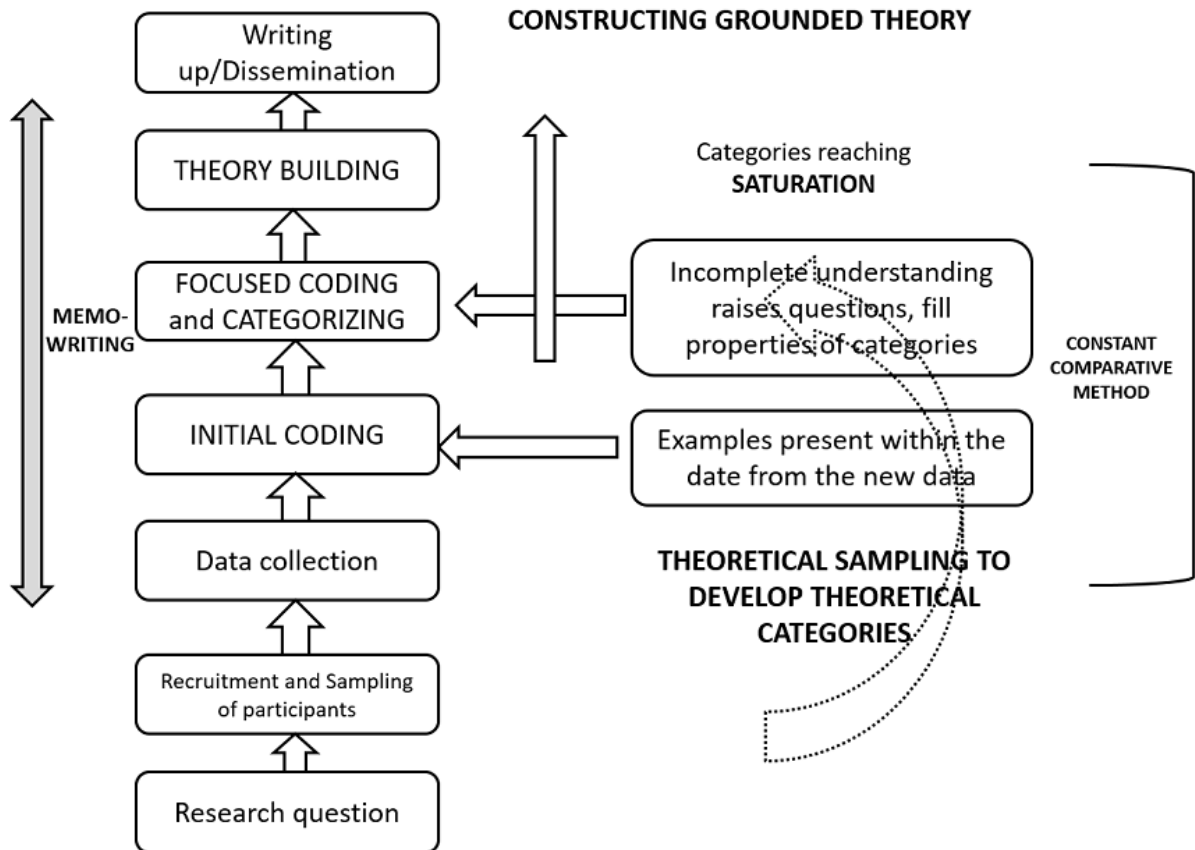 CONSTRUCTING GROUNDED THEORY
Writing
up/Dissemination
THEORY BUILDING
FOCUSED CODING
and CATEGORIZING
INITIAL CODING
Data collection
Recruitment and Sampling
of participants
Research question
MEMO-
WRITING
Categories reaching
SATURATION
Incomplete understanding
raises questions, fill
properties of categories
Examples present within the
date from the new data
THEORETICAL SAMPLING TO
DEVELOP THEORETICAL
CATEGORIES
CONSTANT
COMPARATIVE
METHOD